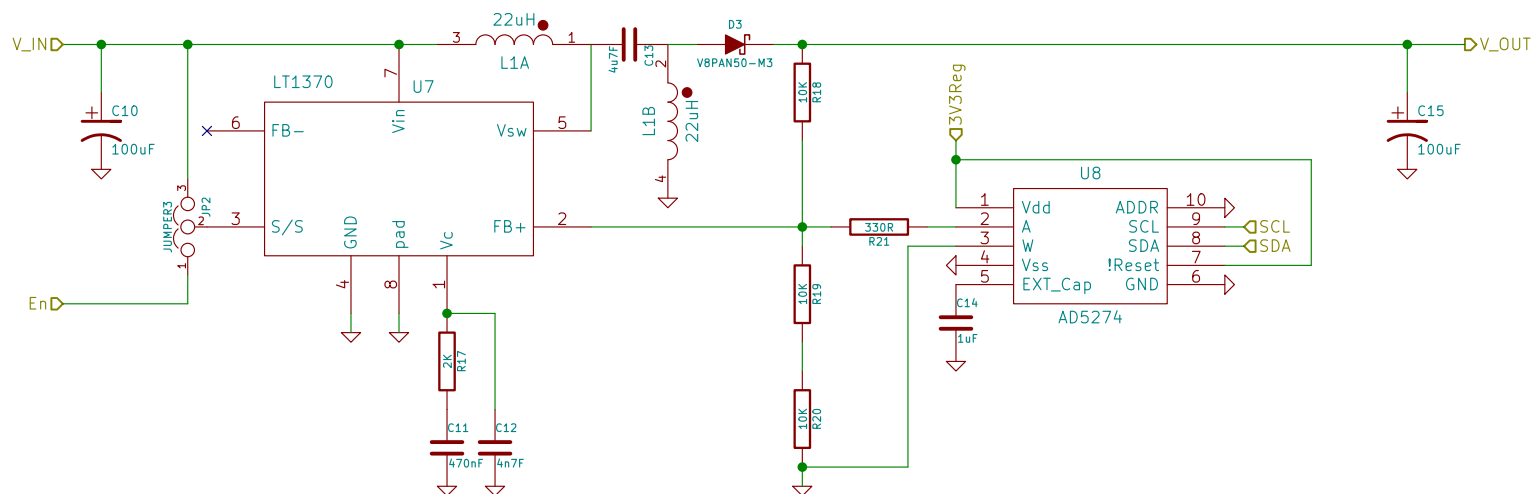 V_IN
C10
100uF
LT1370
U7
7
Vin
6
FB-
5
Vsw
3
S/S
2
FB+
GND
pad
Vc
4
8
1
3
2
1
JUMPER3
JP2
En
22uH
3
1
L1A
4u7F
C13
2
L1B
22uH
4
D3
V8PAN50-M3
2K
R17
C11
470nF
C12
4n7F
10K
R18
10K
R19
10K
R20
330R
R21
3V3Reg
U8
1
Vdd
2
A
3
W
4
Vss
5
EXT_Cap
ADDR
10
SCL
9
SCL
SDA
8
SDA
!Reset
7
GND
6
AD5274
C14
1uF
C15
100uF
V_OUT